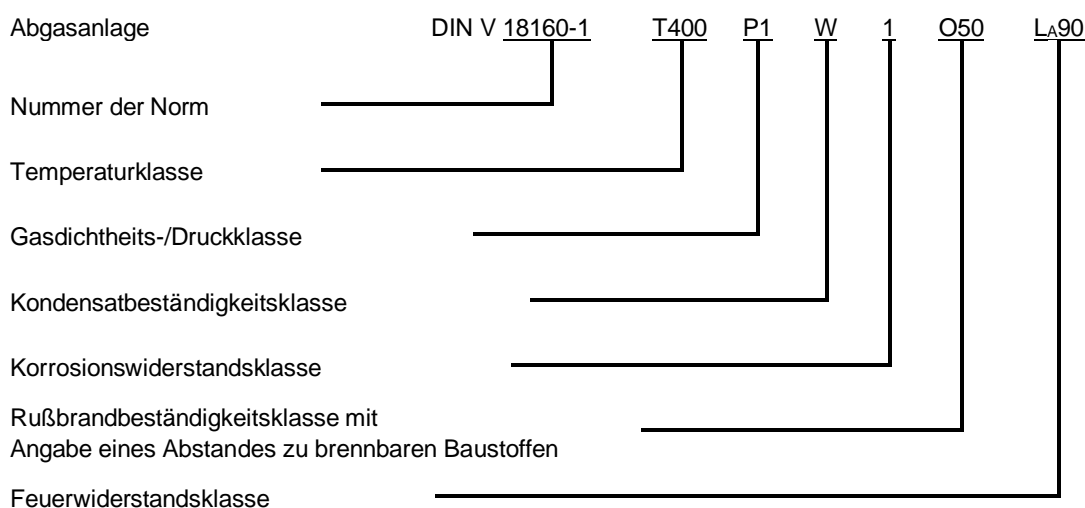 Abgasanlage DIN V 18160-1 T400 P1 W 1 O50 LA90
Nummer der Norm
Temperaturklasse
Gasdichtheits-/Druckklasse
Kondensatbeständigkeitsklasse
Korrosionswiderstandsklasse
Rußbrandbeständigkeitsklasse mit
Angabe eines Abstandes zu brennbaren Baustoffen
Feuerwiderstandsklasse